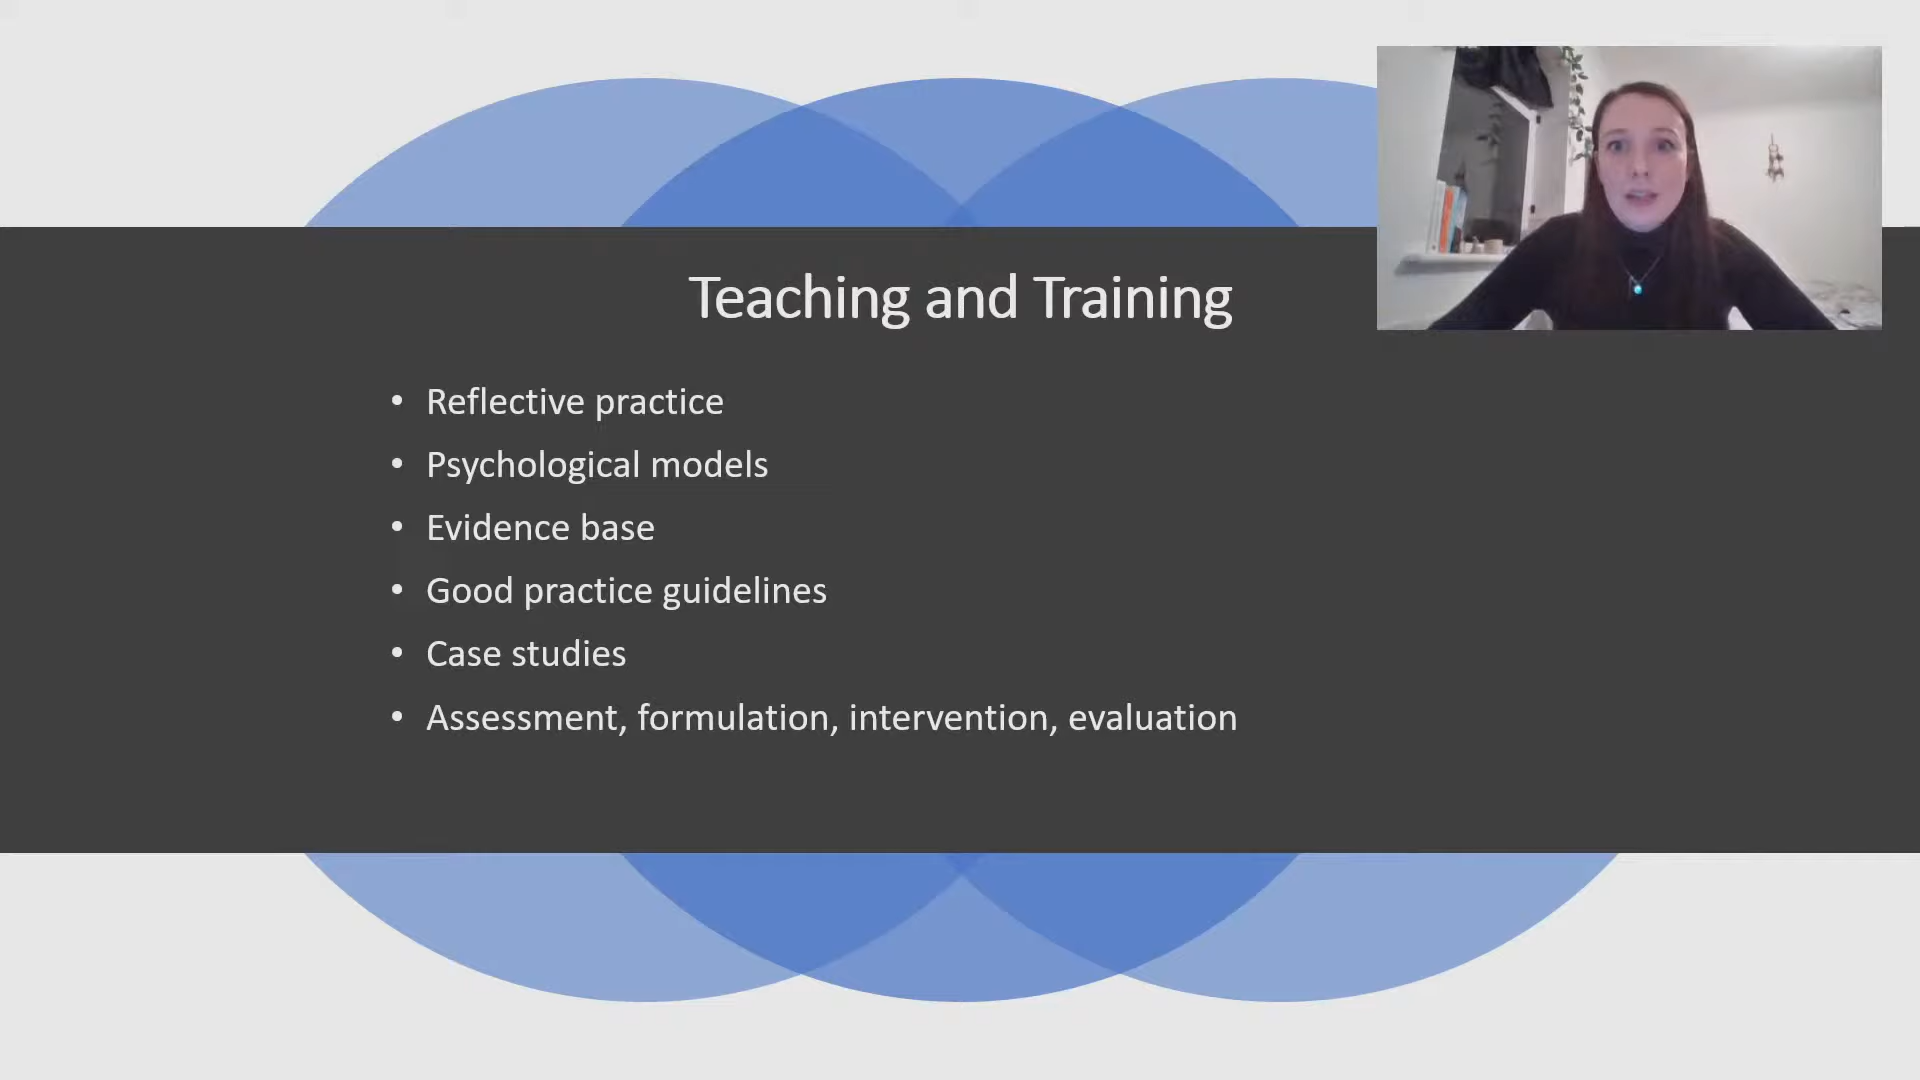 Teaching and Training
• Reflective practice
• Psychological models
• Evidence base
• Good practice guidelines
• Case studies
• Assessment, formulation, intervention, evaluation